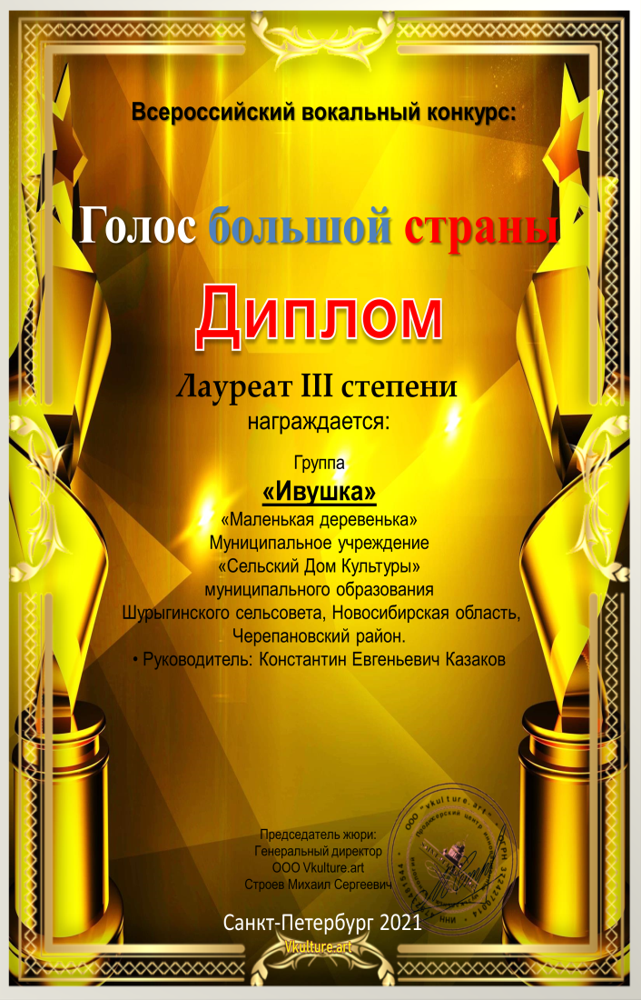 Всероссийский вокальный конкурс:
Голос большой страны
Диплом
Лауреат III степени
награждается:
Группа
«Ивушка»
«Маленькая деревенька»
Муниципальное учреждение
«Сельский Дом Культуры»
муниципального образования
Шурыгинского сельсовета, Новосибирская область,
Черепановский район.
• Руководитель: Константин Евгеньевич Казаков
Председатель жюри:
Генеральный директор
ООО Vkulture.art
Строев Михаил Сергеевич
ООО "vkulture.art"
Санкт-Петербург 2021
Vkulture.art